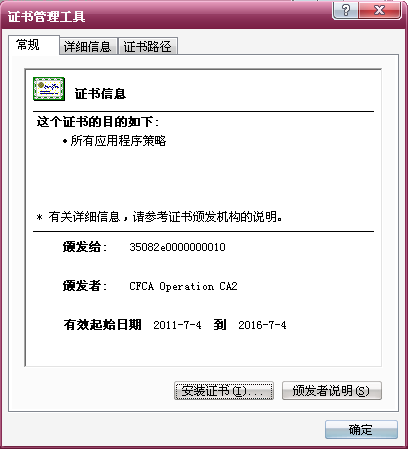 证书管理工具
常规 详细信息 证书路径
证书信息
这个证书的目的如下:
• 所有应用程序策略
* 有关详细信息，请参考证书颁发机构的说明。
颁发给: 35082e0000000010
颁发者: CFCA Operation CA2
有效起始日期 2011-7-4 到 2016-7-4
安装证书(I)... 颁发者说明(S)
确定